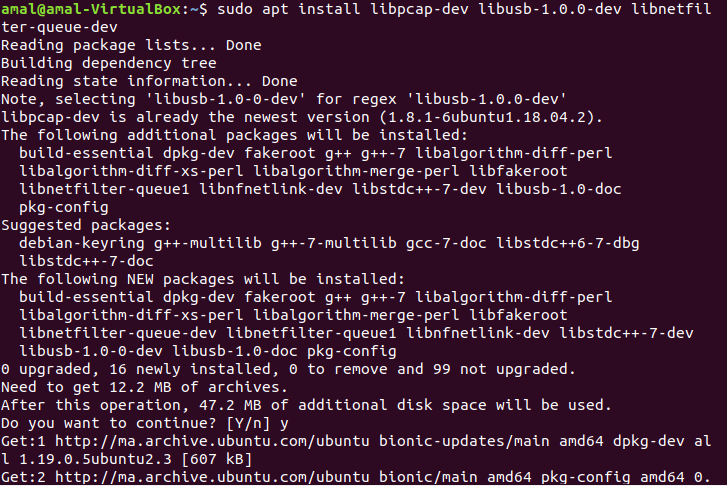 amal@amal-VirtualBox:~$ sudo apt install libpcap-dev libusb-1.0.0-dev libnetfil
ter-queue-dev
Reading package lists... Done
Building dependency tree
Reading state information... Done
Note, selecting 'libusb-1.0-0-dev' for regex 'libusb-1.0.0-dev'
libpcap-dev is already the newest version (1.8.1-6ubuntu1.18.04.2).
The following additional packages will be installed:
  build-essential dpkg-dev fakeroot g++ g++-7 libalgorithm-diff-perl
  libalgorithm-diff-xs-perl libalgorithm-merge-perl libfakeroot
  libnetfilter-queue1 libnfnetlink-dev libstdc++-7-dev libusb-1.0-doc
  pkg-config
Suggested packages:
  debian-keyring g++-multilib g++-7-multilib gcc-7-doc libstdc++6-7-dbg
  libstdc++-7-doc
The following NEW packages will be installed:
  build-essential dpkg-dev fakeroot g++ g++-7 libalgorithm-diff-perl
  libalgorithm-diff-xs-perl libalgorithm-merge-perl libfakeroot
  libnetfilter-queue-dev libnetfilter-queue1 libnfnetlink-dev libstdc++-7-dev
  libusb-1.0-0-dev libusb-1.0-doc pkg-config
0 upgraded, 16 newly installed, 0 to remove and 99 not upgraded.
Need to get 12.2 MB of archives.
After this operation, 47.2 MB of additional disk space will be used.
Do you want to continue? [Y/n] y
Get:1 http://ma.archive.ubuntu.com/ubuntu bionic-updates/main amd64 dpkg-dev al
l 1.19.0.5ubuntu2.3 [607 kB]
Get:2 http://ma.archive.ubuntu.com/ubuntu bionic/main amd64 pkg-config amd64 0.